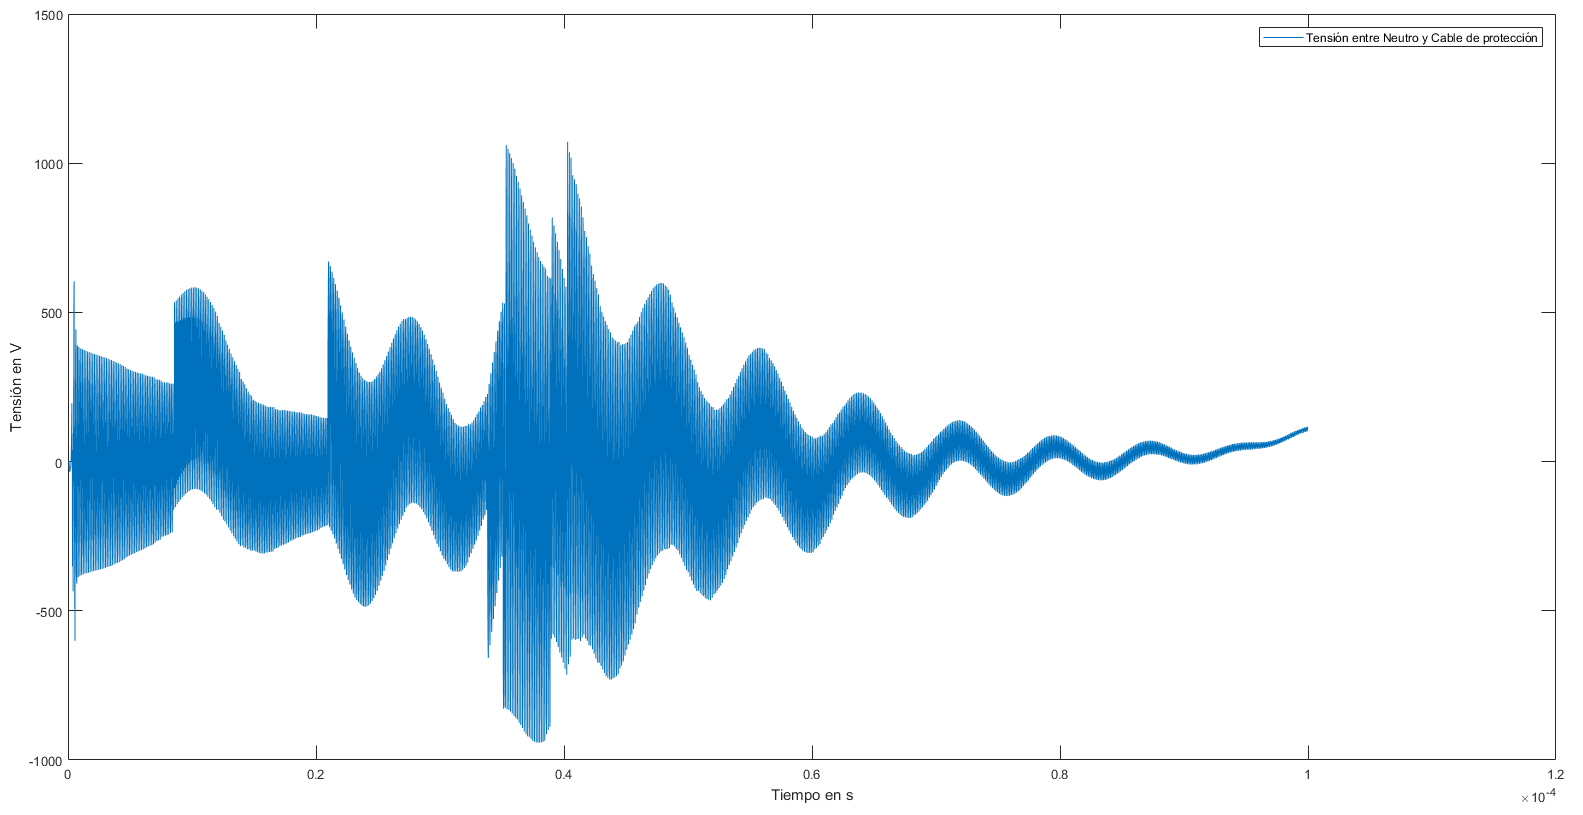 1500
Tensión entre Neutro y Cable de protección
1000
500
Tensión en V
0
-500
-1000
0 0.2 0.4 0.6 0.8 1 1.2
Tiempo en s
×10-4